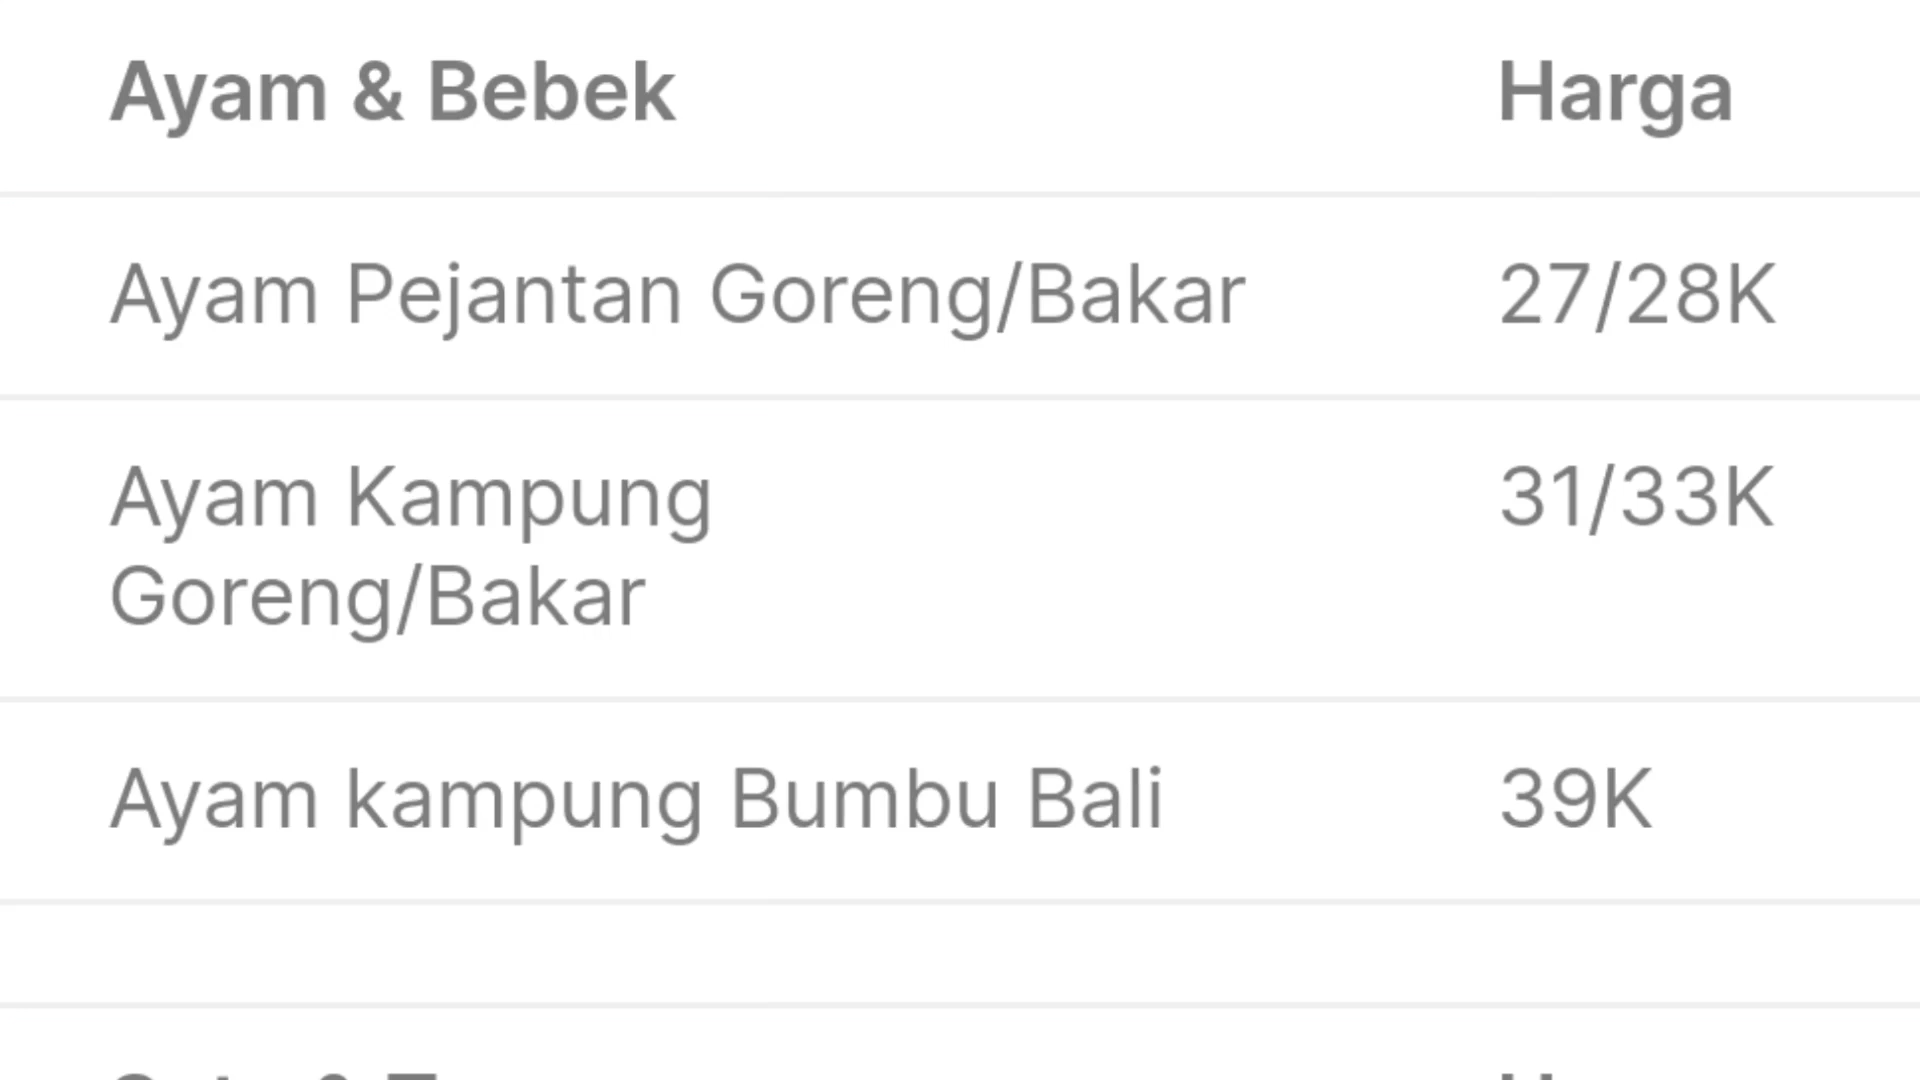 Ayam & Bebek Harga
Ayam Pejantan Goreng/Bakar 27/28K
Ayam Kampung 31/33K
Goreng/Bakar
Ayam kampung Bumbu Bali 39K